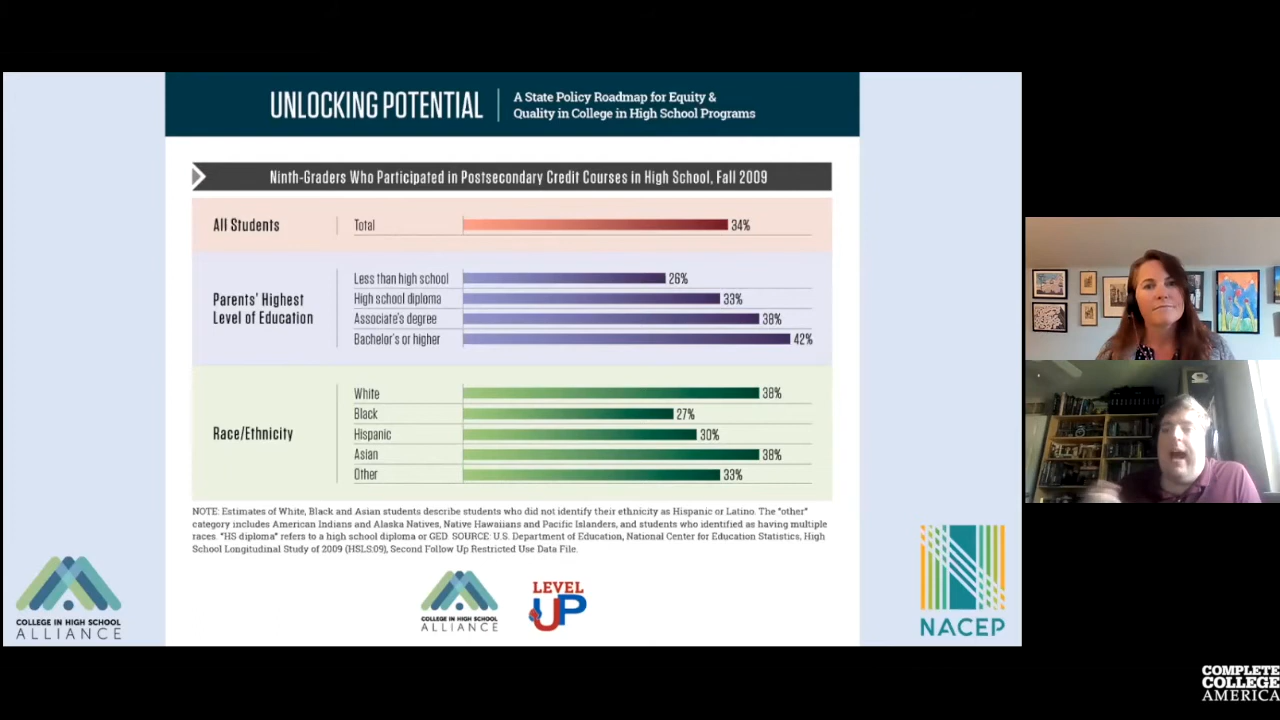 UNLOCKING POTENTIAL
A State Policy Roadmap for Equity &
Quality in College in High School Programs
Ninth-Graders Who Participated in Postsecondary Credit Courses in High School, Fall 2009
All Students
Total 34%
Parents' Highest
Level of Education
Less than high school 26%
High school diploma 33%
Associate's degree 38%
Bachelor's or higher 42%
Race/Ethnicity
White 38%
Black 27%
Hispanic 30%
Asian 38%
Other 33%
NOTE: Estimates of White, Black and Asian students describe students who did not identify their ethnicity as Hispanic or Latino. The "other"
category includes American Indians and Alaska Natives, Native Hawaiians and Pacific Islanders, and students who identified as having multiple
races. "HS diploma" refers to a high school diploma or GED. SOURCE: U.S. Department of Education, National Center for Education Statistics, High
School Longitudinal Study of 2009 (HSLS:09), Second Follow Up Restricted Use Data File.
COLLEGE IN HIGH SCHOOL
ALLIANCE
COLLEGE IN HIGH SCHOOL
ALLIANCE
LEVEL
UP
NACEP
COMPLETE
COLLEGE
AMERICA